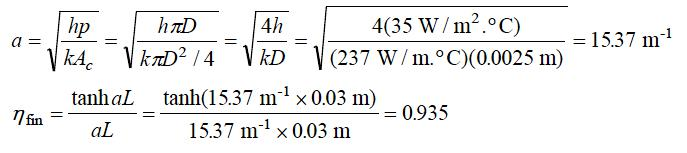 a = √(hp / kA_c) = √(hπD / kπD² / 4) = √(4h / kD) = √(4(35 W / m².°C) / (237 W / m.°C)(0.0025 m)) = 15.37 m⁻¹
η_fin = tanh aL / aL = tanh(15.37 m⁻¹ × 0.03 m) / 15.37 m⁻¹ × 0.03 m = 0.935